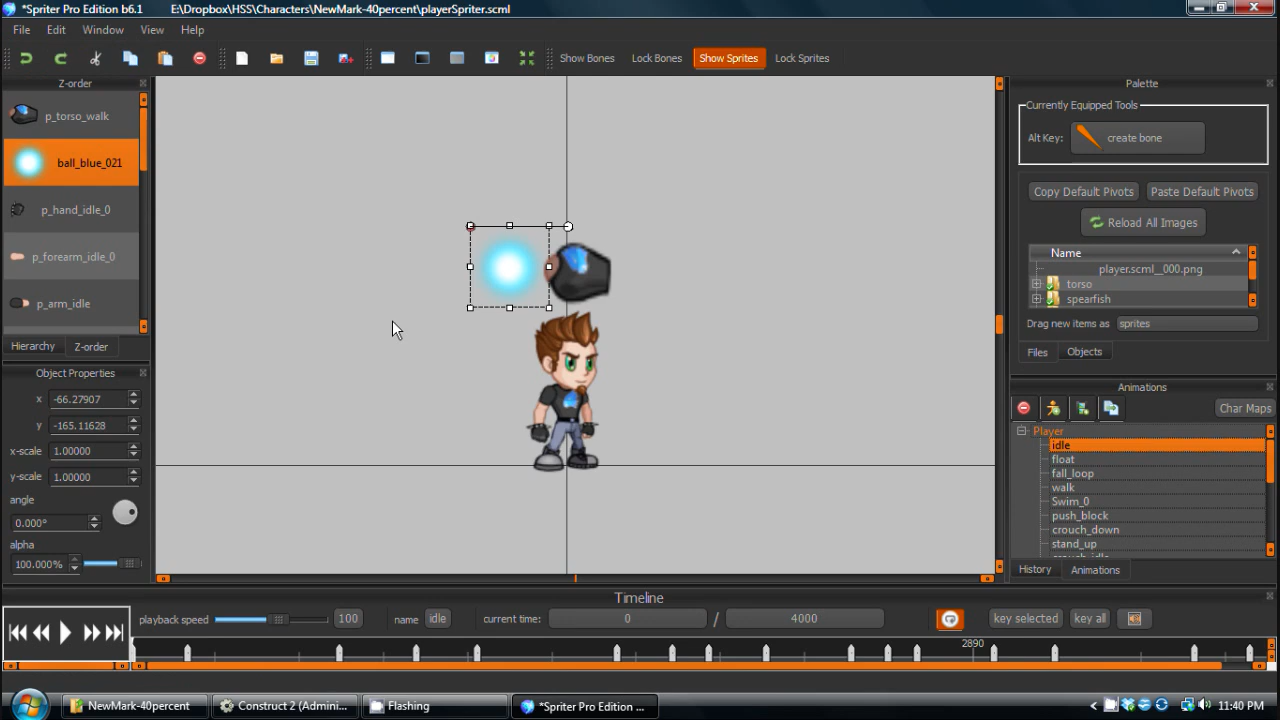 *Spriter Pro Edition b6.1 E:\Dropbox\HSS\Characters\NewMark-40percent\playerSpriter.scml
File Edit Window View Help
Show Bones Lock Bones Show Sprites Lock Sprites
Z-order
p_torso_walk
ball_blue_021
p_hand_idle_0
p_forearm_idle_0
p_arm_idle
Hierarchy Z-order
Object Properties
x -66.27907
y -165.11628
x-scale 1.00000
y-scale 1.00000
angle
0.000°
alpha
100.000%
Palette
Currently Equipped Tools
Alt Key: create bone
Copy Default Pivots Paste Default Pivots
Reload All Images
Name
player.scml_000.png
torso
spearfish
Drag new items as sprites
Files Objects
Animations
Char Maps
Player
idle
float
fall_loop
walk
Swim_0
push_block
crouch_down
stand_up
crouch_idle
History Animations
Timeline
playback speed 100 name idle current time: 0 / 4000 key selected key all
2890
NewMark-40percent Construct 2 (Admini... Flashing *Spriter Pro Edition ... 11:40 PM